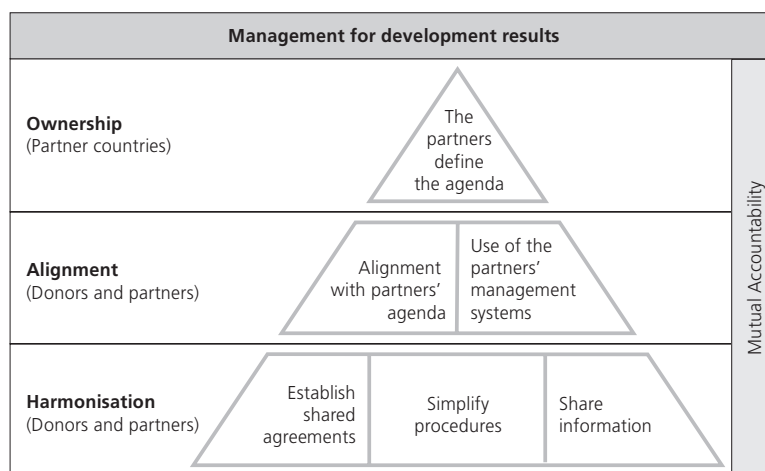 Management for development results
Ownership
(Partner countries)
The
partners
define
the agenda
Alignment
(Donors and partners)
Alignment
with partners’
agenda
Use of the
partners’
management
systems
Harmonisation
(Donors and partners)
Establish
shared
agreements
Simplify
procedures
Share
information
Mutual Accountability